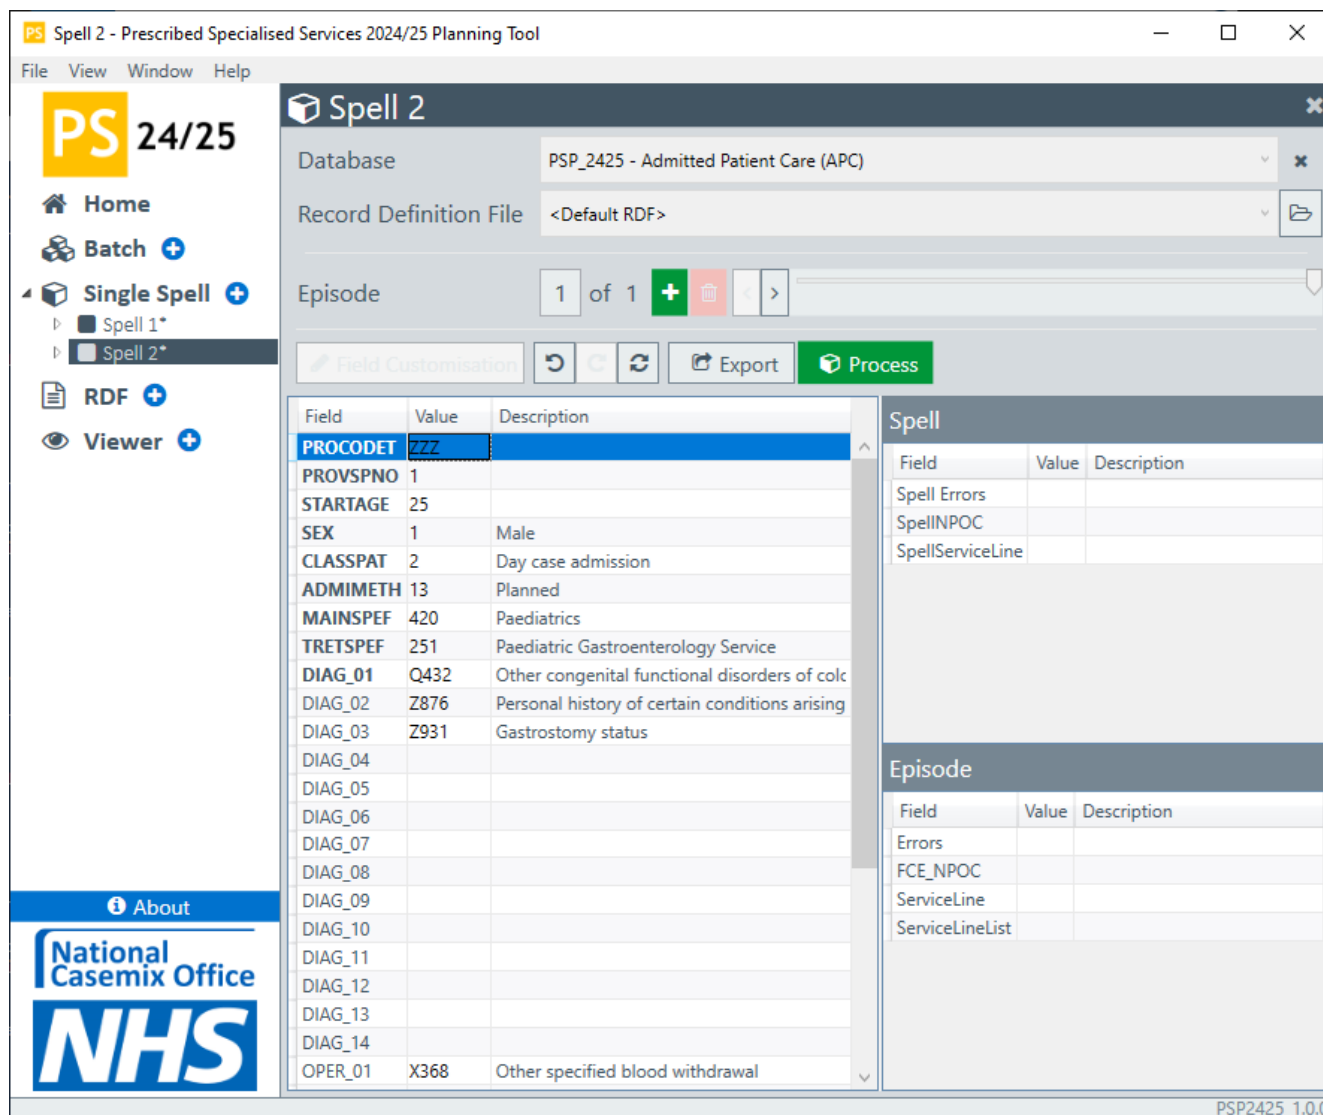 PS Spell 2 - Prescribed Specialised Services 2024/25 Planning Tool
File View Window Help
PS 24/25
Home
Batch
Single Spell
Spell 1*
Spell 2*
RDF
Viewer
About
National
Casemix Office
NHS
Spell 2
Database PSP_2425 - Admitted Patient Care (APC)
Record Definition File <Default RDF>
Episode 1 of 1
Field Customisation Export Process
Field Value Description
PROCODET ZZZ
PROVSPNO 1
STARTAGE 25
SEX 1 Male
CLASSPAT 2 Day case admission
ADMIMETH 13 Planned
MAINSPEF 420 Paediatrics
TRETSPEF 251 Paediatric Gastroenterology Service
DIAG_01 Q432 Other congenital functional disorders of colc
DIAG_02 Z876 Personal history of certain conditions arising
DIAG_03 Z931 Gastrostomy status
DIAG_04
DIAG_05
DIAG_06
DIAG_07
DIAG_08
DIAG_09
DIAG_10
DIAG_11
DIAG_12
DIAG_13
DIAG_14
OPER_01 X368 Other specified blood withdrawal
Spell
Field Value Description
Spell Errors
SpellNPOC
SpellServiceLine
Episode
Field Value Description
Errors
FCE_NPOC
ServiceLine
ServiceLineList
PSP2425 1.0.0